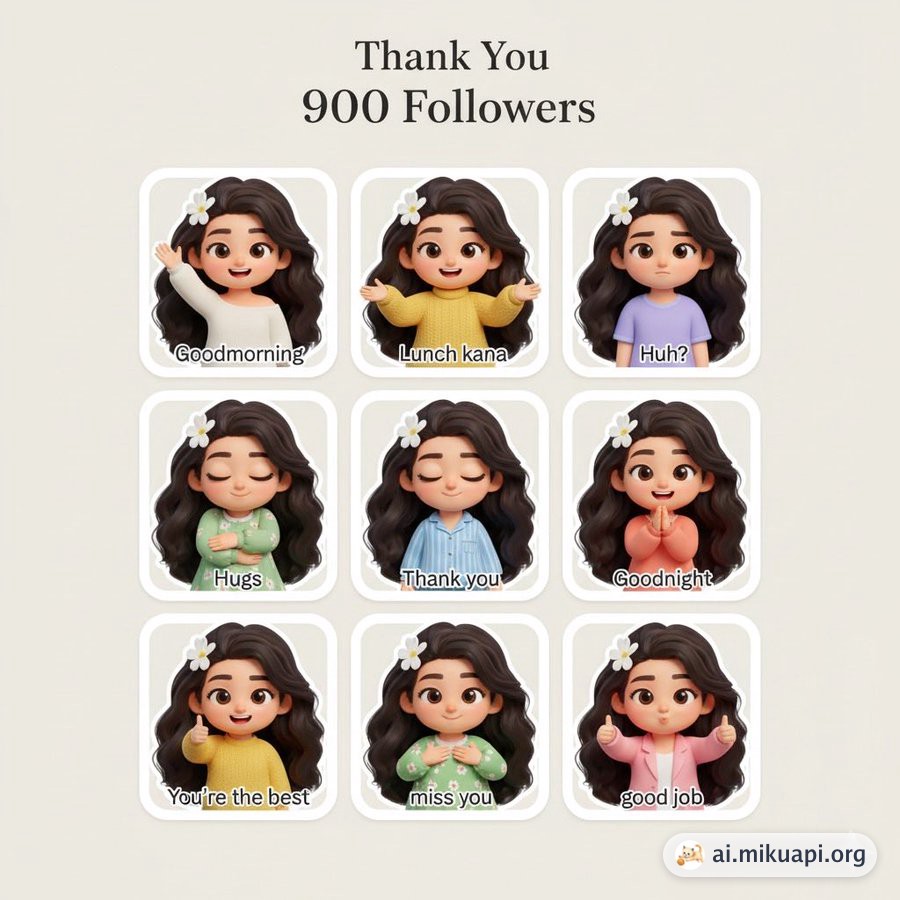 Thank You
900 Followers
Goodmorning
Lunch kana
Huh?
Hugs
Thank you
Goodnight
You're the best
miss you
good job
ai.mikuapi.org